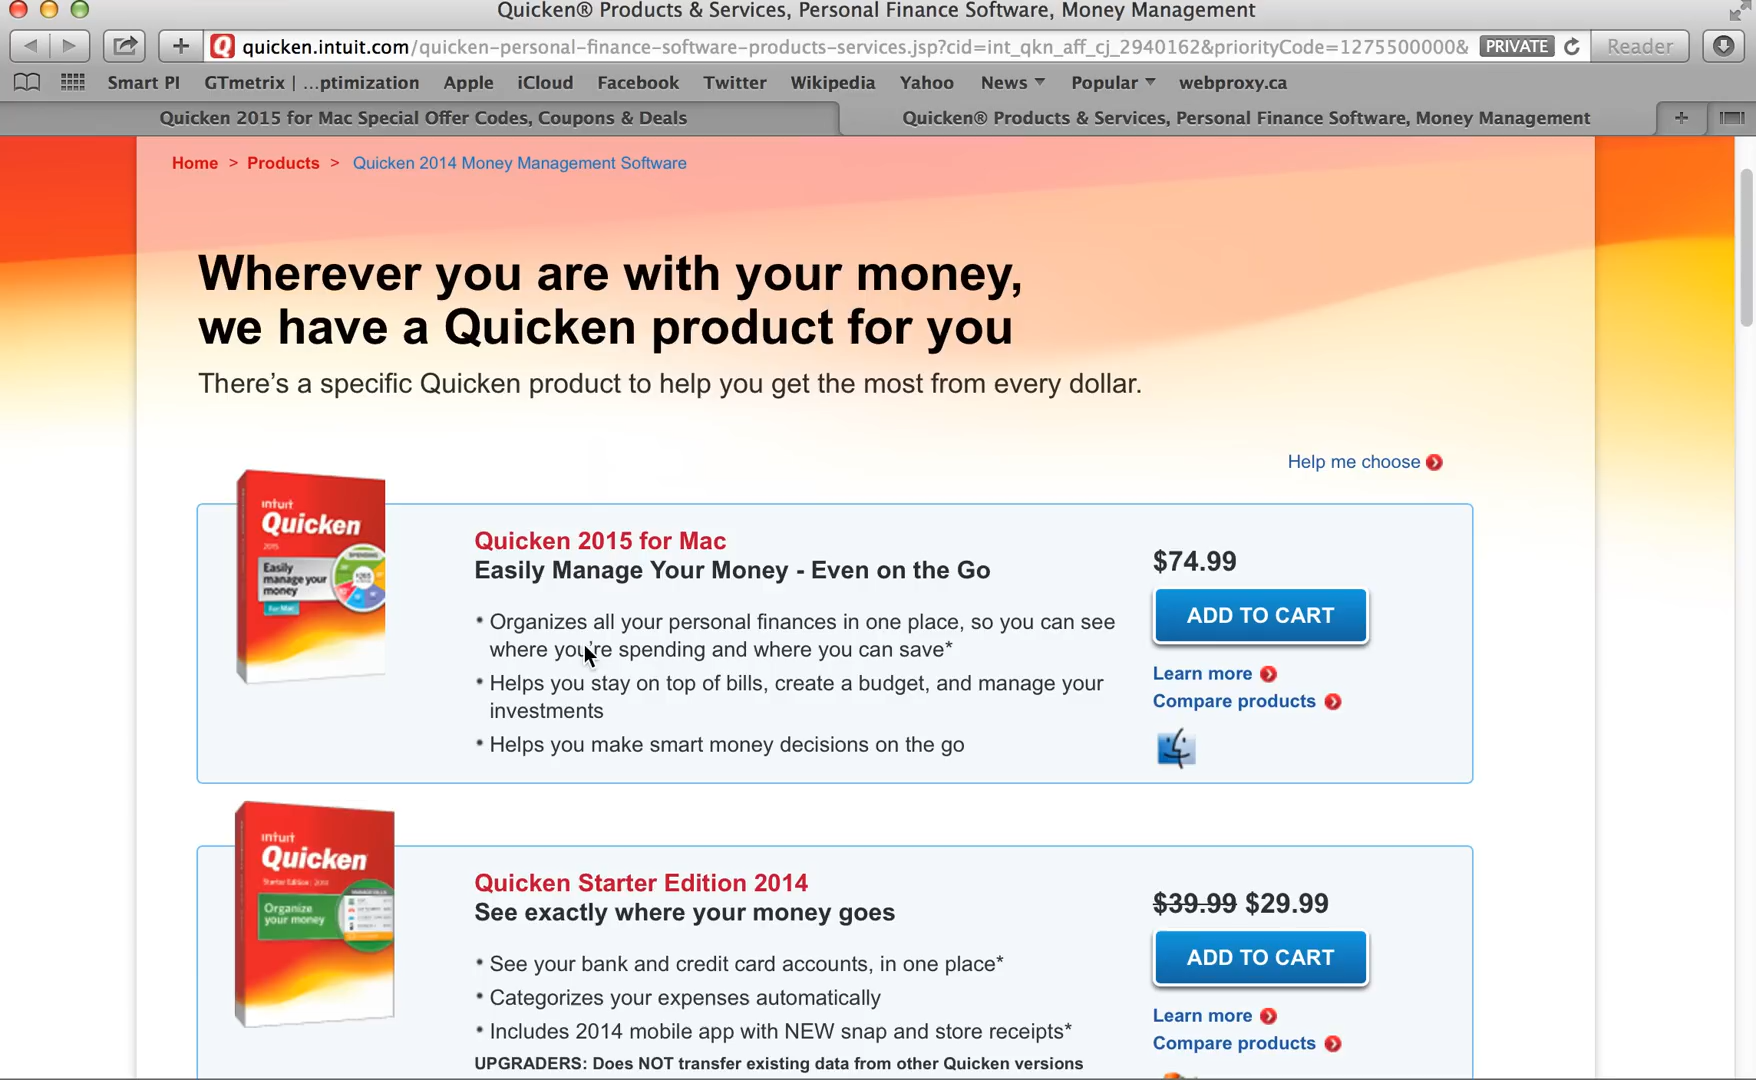 Quicken® Products & Services, Personal Finance Software, Money Management
quicken.intuit.com/quicken-personal-finance-software-products-services.jsp?cid=int_qkn_aff_cj_2940162&priorityCode=1275500000& PRIVATE Reader
Smart PI GTmetrix | ...ptimization Apple iCloud Facebook Twitter Wikipedia Yahoo News Popular webproxy.ca
Quicken 2015 for Mac Special Offer Codes, Coupons & Deals Quicken® Products & Services, Personal Finance Software, Money Management
Home > Products > Quicken 2014 Money Management Software
Wherever you are with your money,
we have a Quicken product for you
There's a specific Quicken product to help you get the most from every dollar.
Help me choose
intuit
Quicken
2015
Easily
manage your
money
For Mac
SPENDING
Quicken 2015 for Mac
Easily Manage Your Money - Even on the Go
• Organizes all your personal finances in one place, so you can see
where you're spending and where you can save*
• Helps you stay on top of bills, create a budget, and manage your
investments
• Helps you make smart money decisions on the go
$74.99
ADD TO CART
Learn more
Compare products
intuit
Quicken
Starter Edition 2014
Organize
your money
Quicken Starter Edition 2014
See exactly where your money goes
• See your bank and credit card accounts, in one place*
• Categorizes your expenses automatically
• Includes 2014 mobile app with NEW snap and store receipts*
UPGRADERS: Does NOT transfer existing data from other Quicken versions
$39.99 $29.99
ADD TO CART
Learn more
Compare products